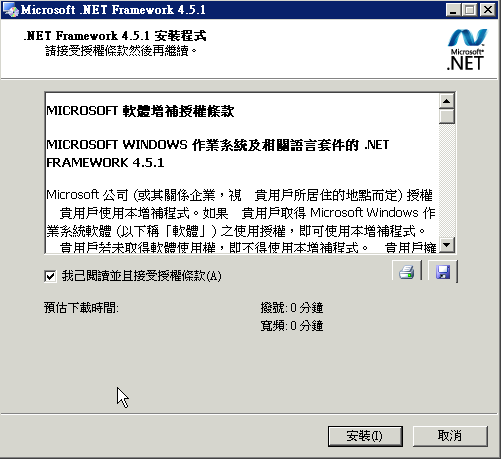 Microsoft .NET Framework 4.5.1
.NET Framework 4.5.1 安裝程式
請接受授權條款然後再繼續。
Microsoft®
.NET
MICROSOFT 軟體增補授權條款
MICROSOFT WINDOWS 作業系統及相關語言套件的 .NET
FRAMEWORK 4.5.1
Microsoft 公司 (或其關係企業，視 貴用戶所居住的地點而定) 授權
貴用戶使用本增補程式。如果 貴用戶取得 Microsoft Windows 作
業系統軟體 (以下稱「軟體」) 之使用授權，即可使用本增補程式。
貴用戶若未取得軟體使用權，即不得使用本增補程式。 貴用戶擁
我已閱讀並且接受授權條款(A)
預估下載時間:
撥號: 0 分鐘
寬頻: 0 分鐘
安裝(I)
取消